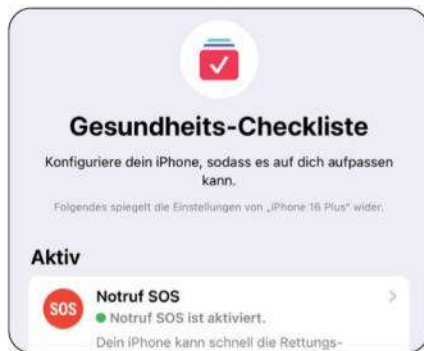 Gesundheits-Checkliste
Konfiguriere dein iPhone, sodass es auf dich aufpassen
kann.
Folgendes spiegelt die Einstellungen von „iPhone 16 Plus“ wider.
Aktiv
SOS
Notruf SOS
Notruf SOS ist aktiviert.
Dein iPhone kann schnell die Rettungs-